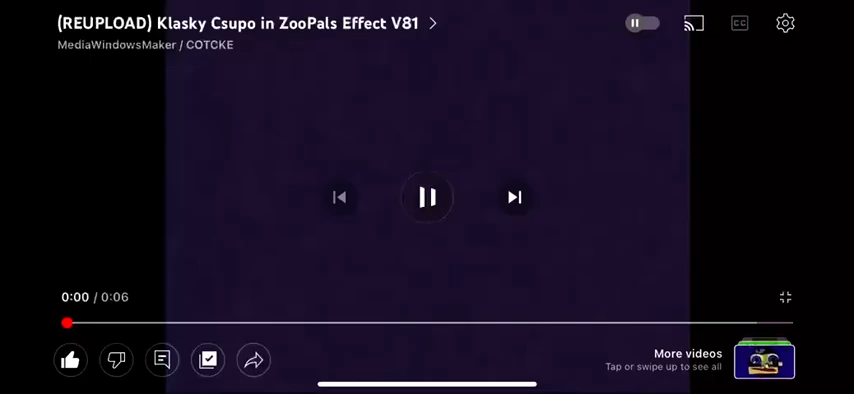 (REUPLOAD) Klasky Csupo in ZooPals Effect V81
CC
MediaWindowsMaker / COTCKE
0:00 / 0:06
More videos
Tap or swipe up to see all